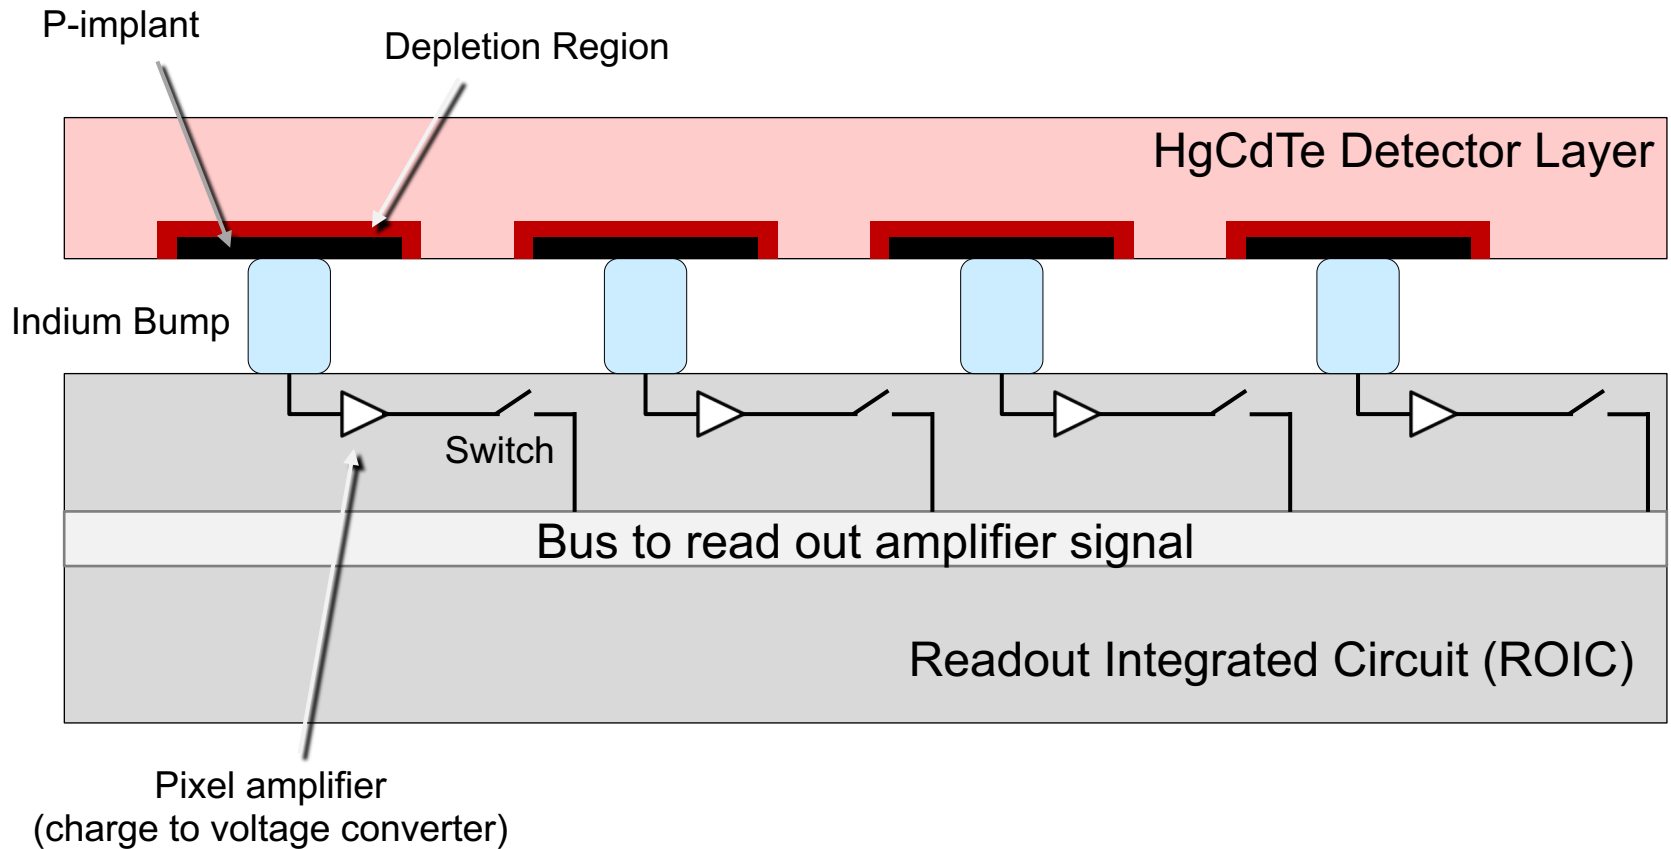 P-implant
Depletion Region
HgCdTe Detector Layer
Indium Bump
Switch
Bus to read out amplifier signal
Readout Integrated Circuit (ROIC)
Pixel amplifier
(charge to voltage converter)